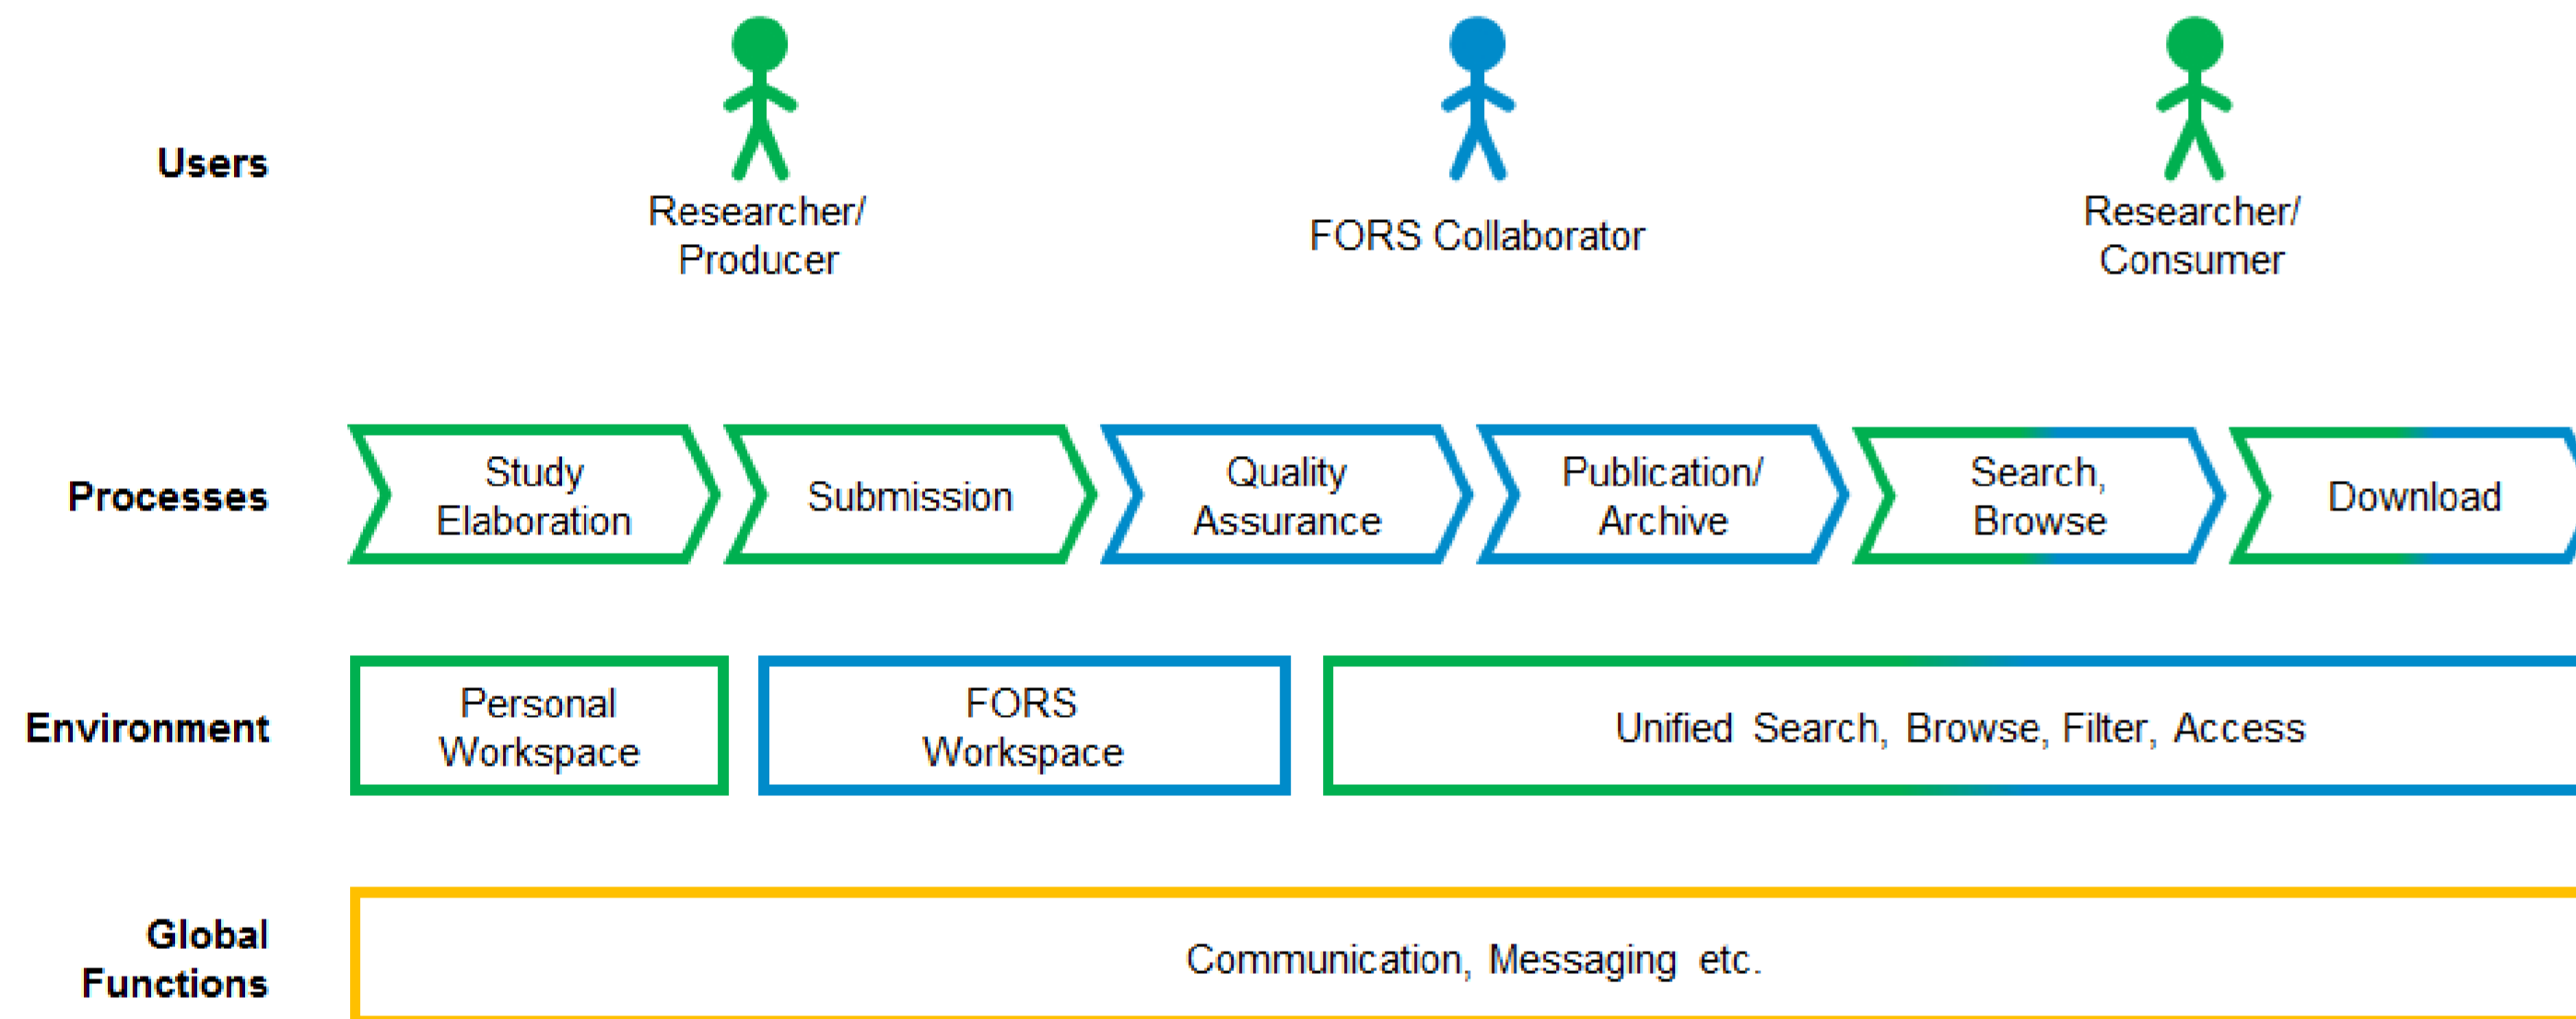 Users
Researcher/
Producer
FORS Collaborator
Researcher/
Consumer
Processes
Study
Elaboration
Submission
Quality
Assurance
Publication/
Archive
Search,
Browse
Download
Environment
Personal
Workspace
FORS
Workspace
Unified Search, Browse, Filter, Access
Global
Functions
Communication, Messaging etc.